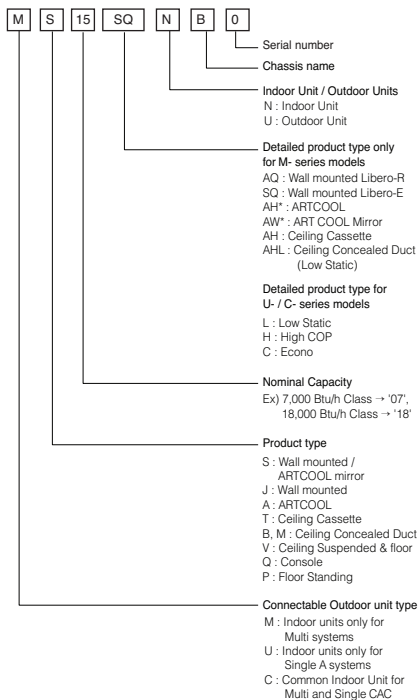 M S 15 SQ N B 0
Serial number
Chassis name
Indoor Unit / Outdoor Units
N : Indoor Unit
U : Outdoor Unit
Detailed product type only
for M- series models
AQ : Wall mounted Libero-R
SQ : Wall mounted Libero-E
AH* : ARTCOOL
AW* : ART COOL Mirror
AH : Ceiling Cassette
AHL : Ceiling Concealed Duct
(Low Static)
Detailed product type for
U- / C- series models
L : Low Static
H : High COP
C : Econo
Nominal Capacity
Ex) 7,000 Btu/h Class → '07',
18,000 Btu/h Class → '18'
Product type
S : Wall mounted /
ARTCOOL mirror
J : Wall mounted
A : ARTCOOL
T : Ceiling Cassette
B, M : Ceiling Concealed Duct
V : Ceiling Suspended & floor
Q : Console
P : Floor Standing
Connectable Outdoor unit type
M : Indoor units only for
Multi systems
U : Indoor units only for
Single A systems
C : Common Indoor Unit for
Multi and Single CAC